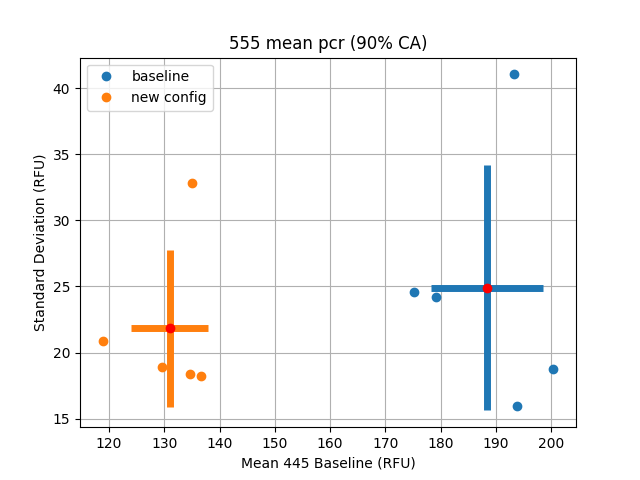 555 mean pcr (90% CA)
baseline
new config
40
35
30
25
20
15
Standard Deviation (RFU)
120 130 140 150 160 170 180 190 200
Mean 445 Baseline (RFU)